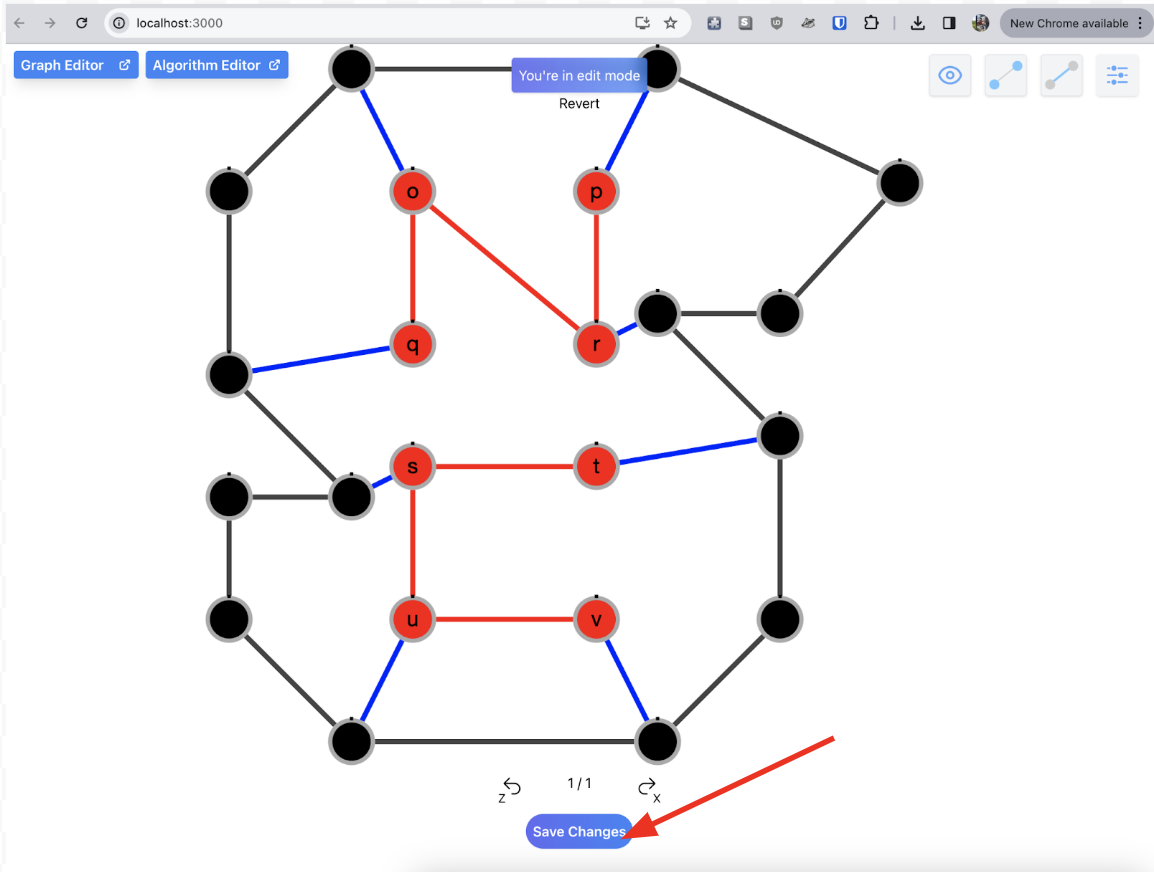 localhost:3000
New Chrome available
Graph Editor
Algorithm Editor
You're in edit mode
Revert
o
p
q
r
s
t
u
v
Z
1/1
X
Save Changes